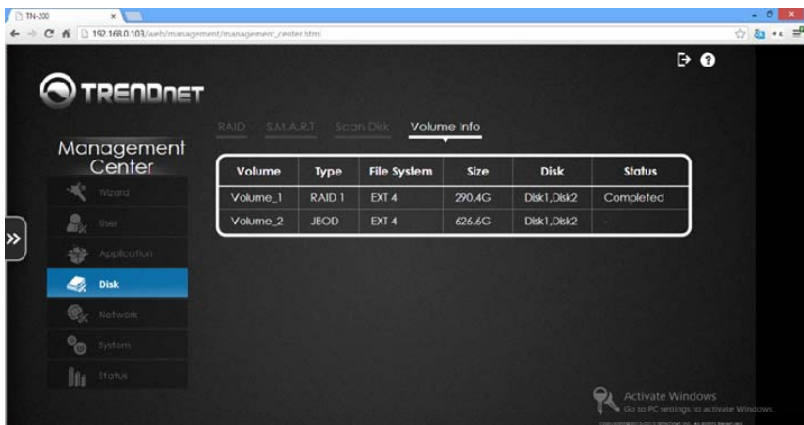 TN-200
192.168.0.103/web/management/management_center.html
TRENDNET
RAID S.M.A.R.T Scan Disk Volume Info
Management Center
Volume Type File System Size Disk Status
Volume_1 RAID 1 EXT 4 290.4G Disk1,Disk2 Completed
Volume_2 JBOD EXT 4 626.6G Disk1,Disk2 -
Wizard
User
Application
Disk
Network
System
Status
Activate Windows
Go to PC settings to activate Windows.